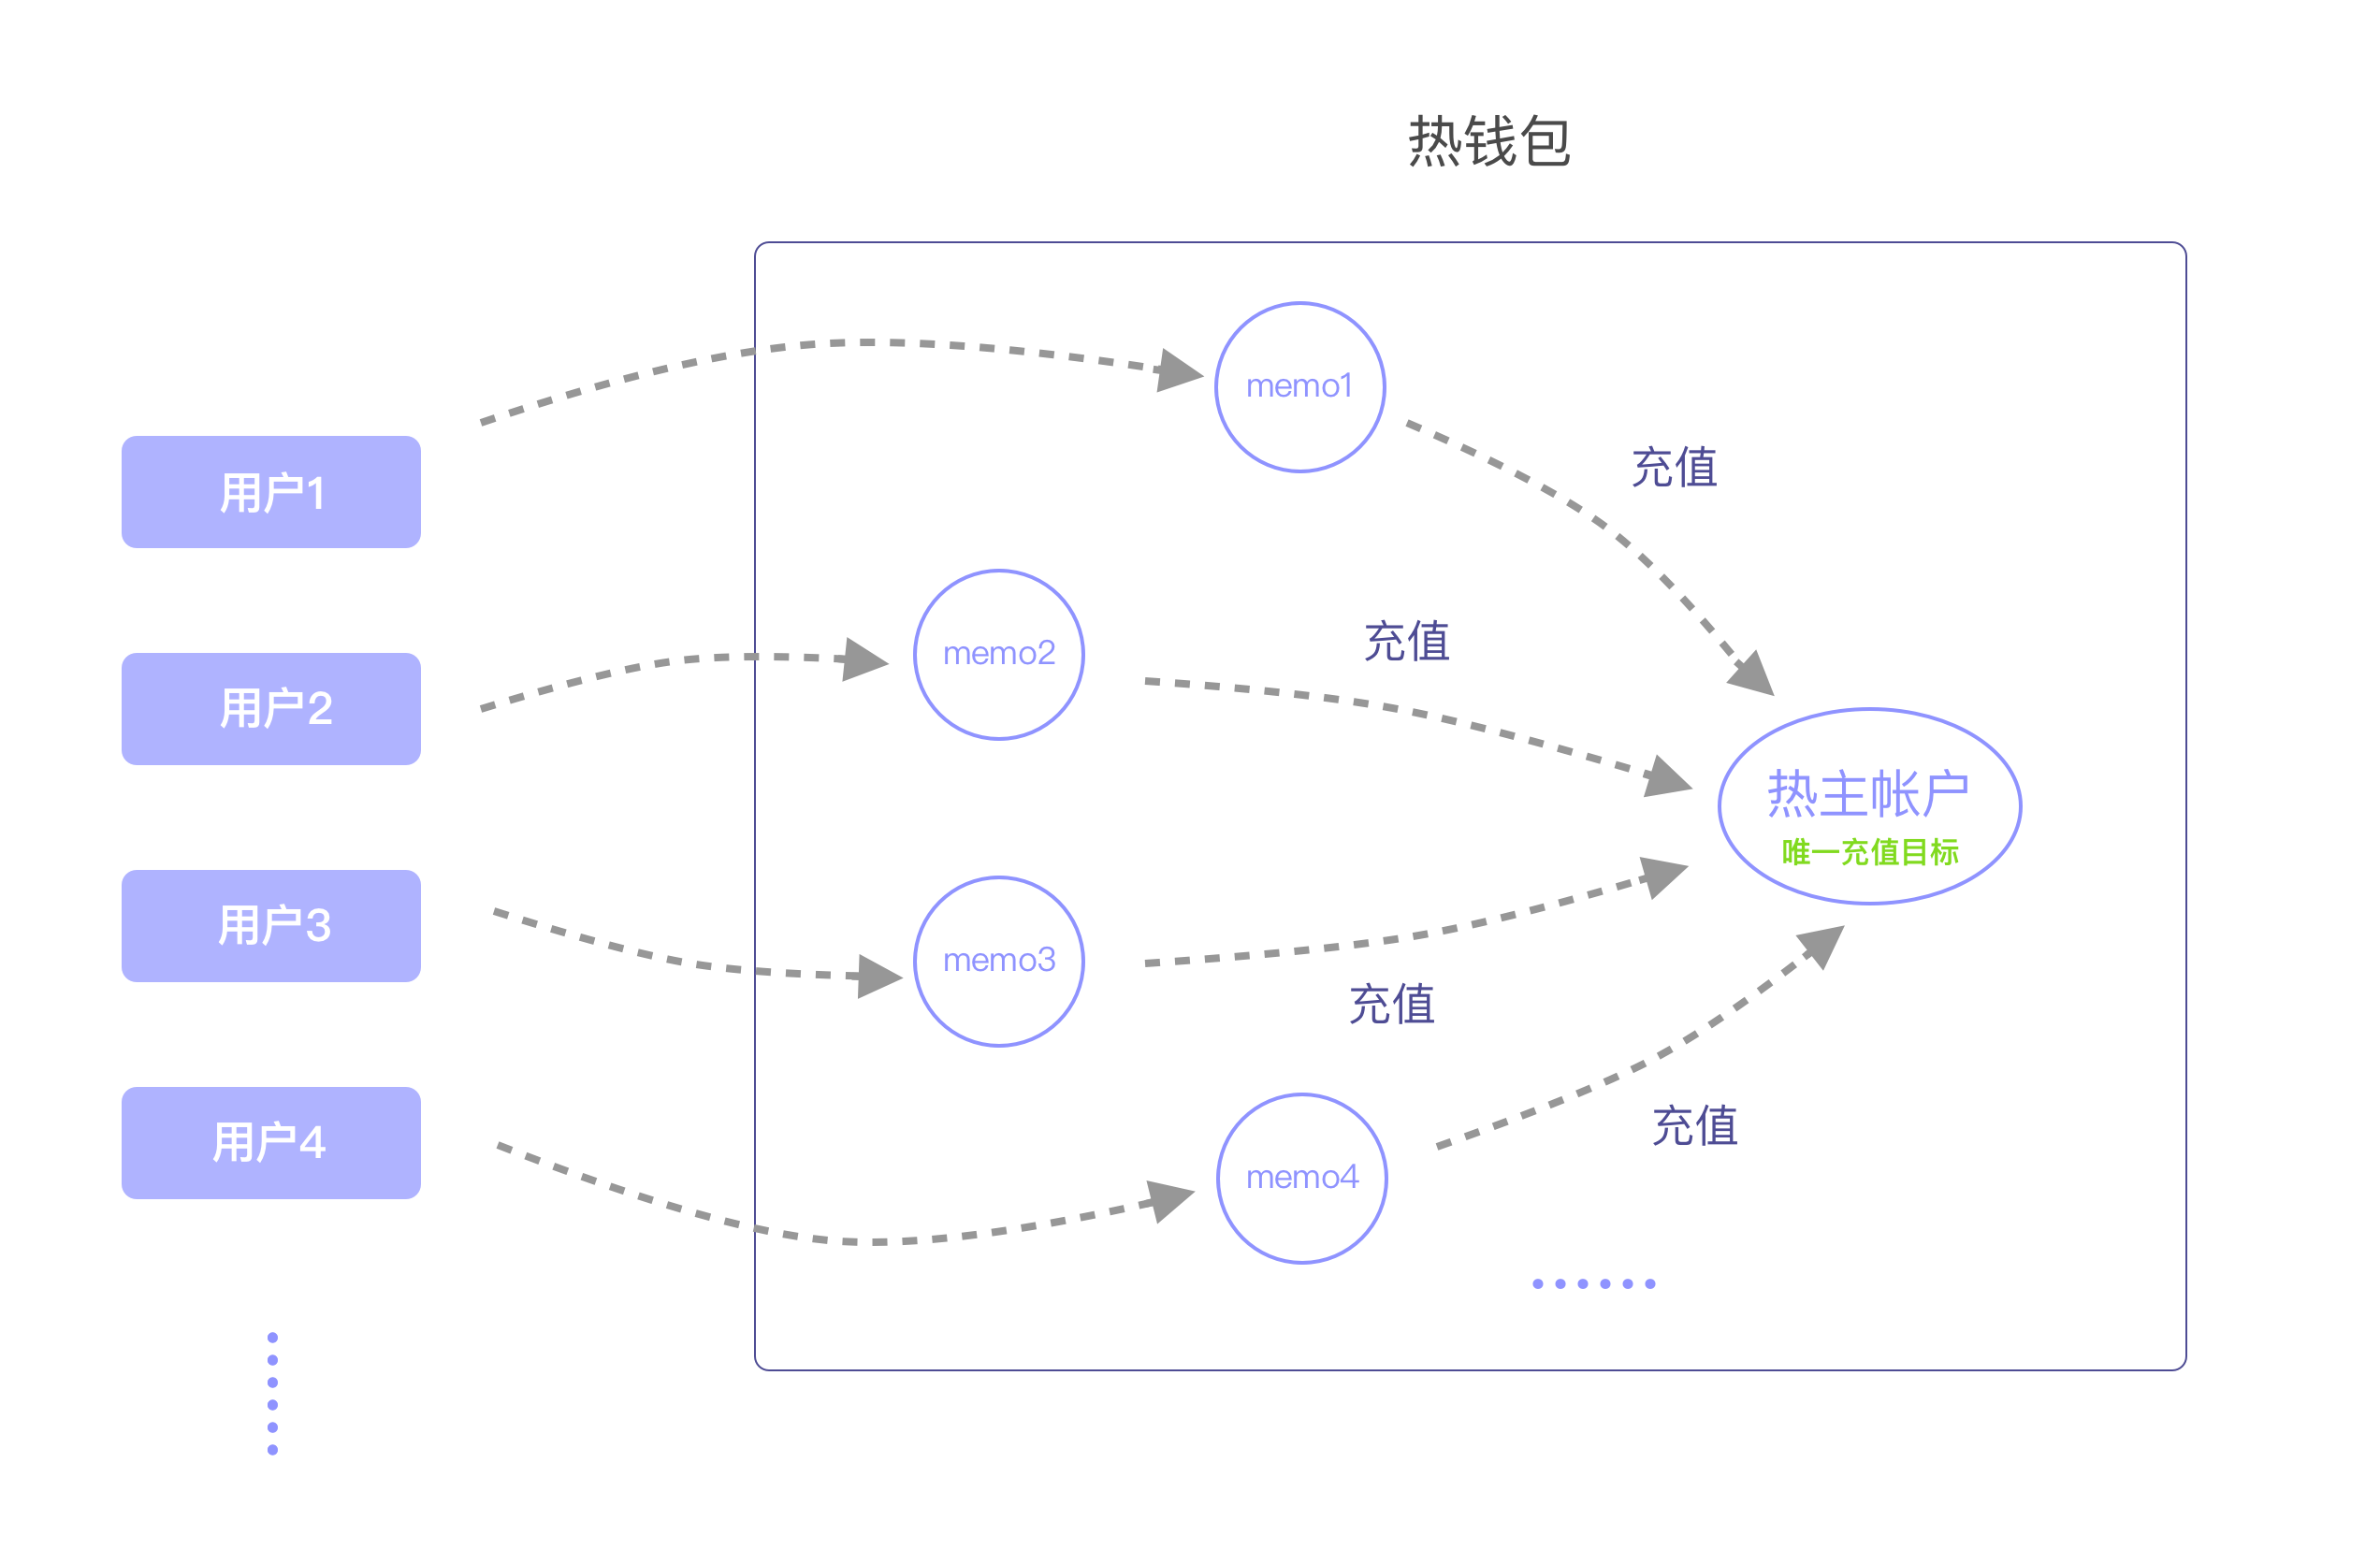 热钱包
用户1
memo1
充值
用户2
memo2
充值
热主帐户
唯一充值目标
用户3
memo3
充值
用户4
memo4
充值